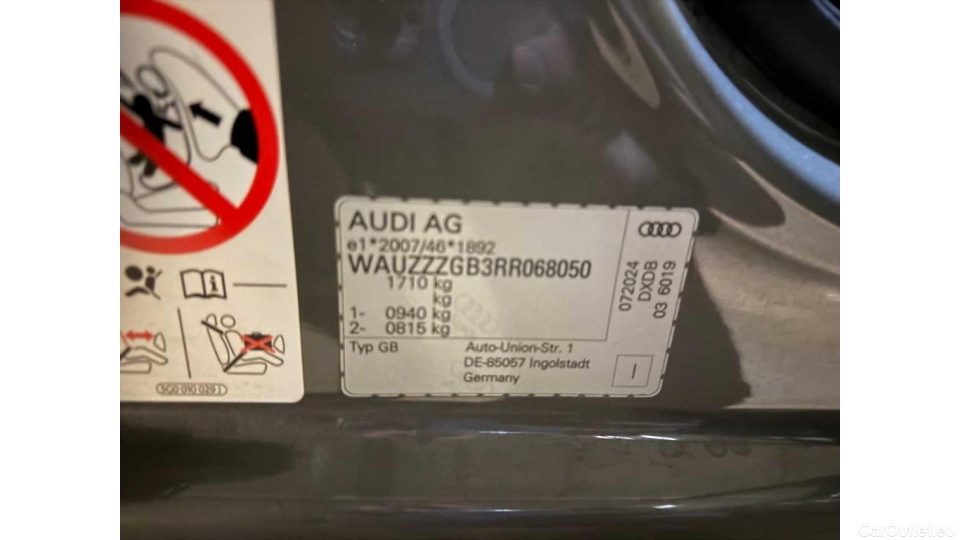 AUDI AG
e1*2007/46*1892
WAUZZZGB3RR068050
1710 kg
kg
1- 0940 kg
2- 0815 kg
Typ GB
Auto-Union-Str. 1
DE-85057 Ingolstadt
Germany
072024
DXDB
03 6019
I
i
5G0 010 029 J
CarOutlet.eu